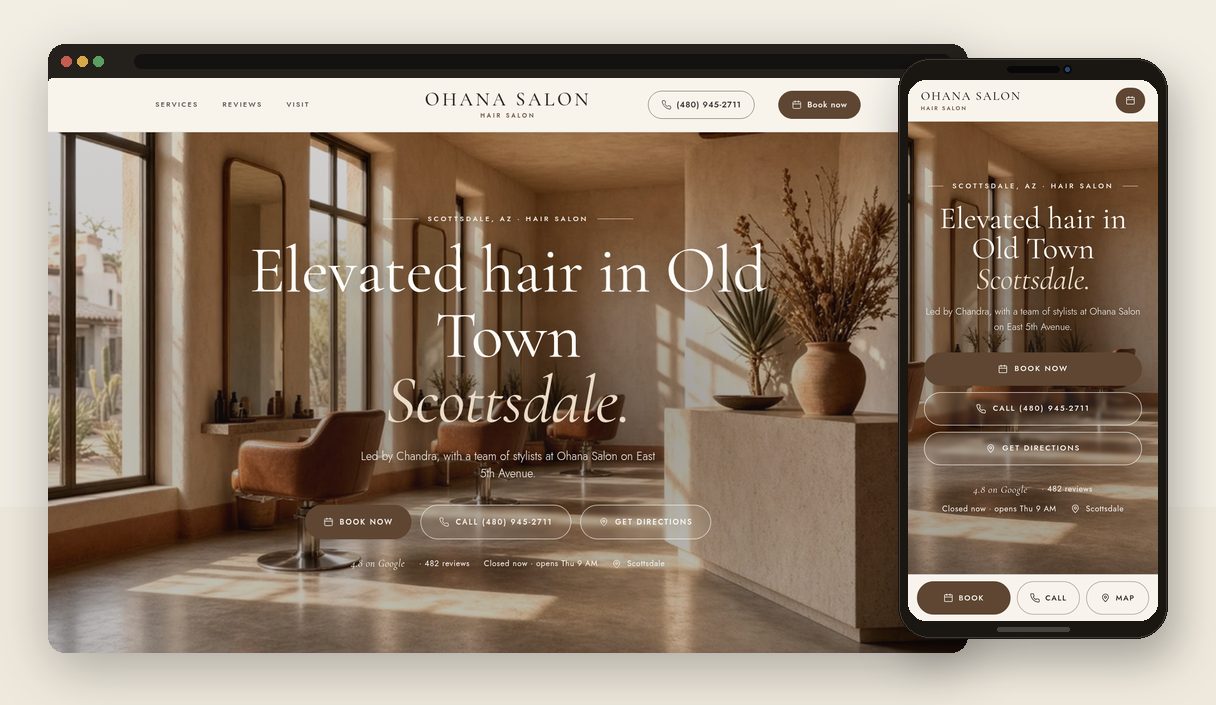 SERVICES REVIEWS VISIT
OHANA SALON
HAIR SALON
(480) 945-2711
Book now
SCOTTSDALE, AZ · HAIR SALON
Elevated hair in Old
Town
Scottsdale.
Led by Chandra, with a team of stylists at Ohana Salon on East
5th Avenue.
BOOK NOW
CALL (480) 945-2711
GET DIRECTIONS
4.8 on Google · 482 reviews Closed now · opens Thu 9 AM Scottsdale
OHANA SALON
HAIR SALON
SCOTTSDALE, AZ · HAIR SALON
Elevated hair in
Old Town
Scottsdale.
Led by Chandra, with a team of stylists at Ohana Salon
on East 5th Avenue.
BOOK NOW
CALL (480) 945-2711
GET DIRECTIONS
4.8 on Google · 482 reviews
Closed now · opens Thu 9 AM Scottsdale
BOOK
CALL
MAP